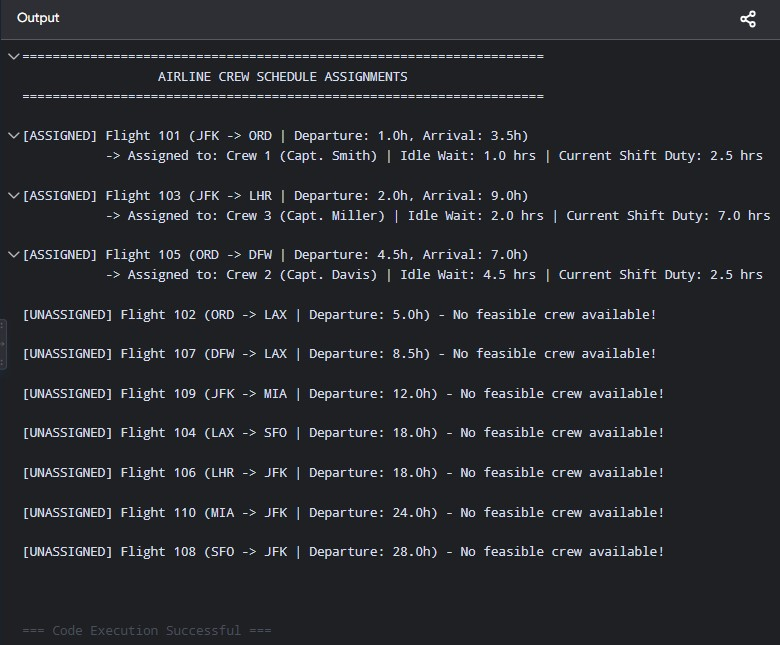 Output
======================================================================
AIRLINE CREW SCHEDULE ASSIGNMENTS
======================================================================
[ASSIGNED] Flight 101 (JFK -> ORD | Departure: 1.0h, Arrival: 3.5h)
-> Assigned to: Crew 1 (Capt. Smith) | Idle Wait: 1.0 hrs | Current Shift Duty: 2.5 hrs
[ASSIGNED] Flight 103 (JFK -> LHR | Departure: 2.0h, Arrival: 9.0h)
-> Assigned to: Crew 3 (Capt. Miller) | Idle Wait: 2.0 hrs | Current Shift Duty: 7.0 hrs
[ASSIGNED] Flight 105 (ORD -> DFW | Departure: 4.5h, Arrival: 7.0h)
-> Assigned to: Crew 2 (Capt. Davis) | Idle Wait: 4.5 hrs | Current Shift Duty: 2.5 hrs
[UNASSIGNED] Flight 102 (ORD -> LAX | Departure: 5.0h) - No feasible crew available!
[UNASSIGNED] Flight 107 (DFW -> LAX | Departure: 8.5h) - No feasible crew available!
[UNASSIGNED] Flight 109 (JFK -> MIA | Departure: 12.0h) - No feasible crew available!
[UNASSIGNED] Flight 104 (LAX -> SFO | Departure: 18.0h) - No feasible crew available!
[UNASSIGNED] Flight 106 (LHR -> JFK | Departure: 18.0h) - No feasible crew available!
[UNASSIGNED] Flight 110 (MIA -> JFK | Departure: 24.0h) - No feasible crew available!
[UNASSIGNED] Flight 108 (SFO -> JFK | Departure: 28.0h) - No feasible crew available!
=== Code Execution Successful ===